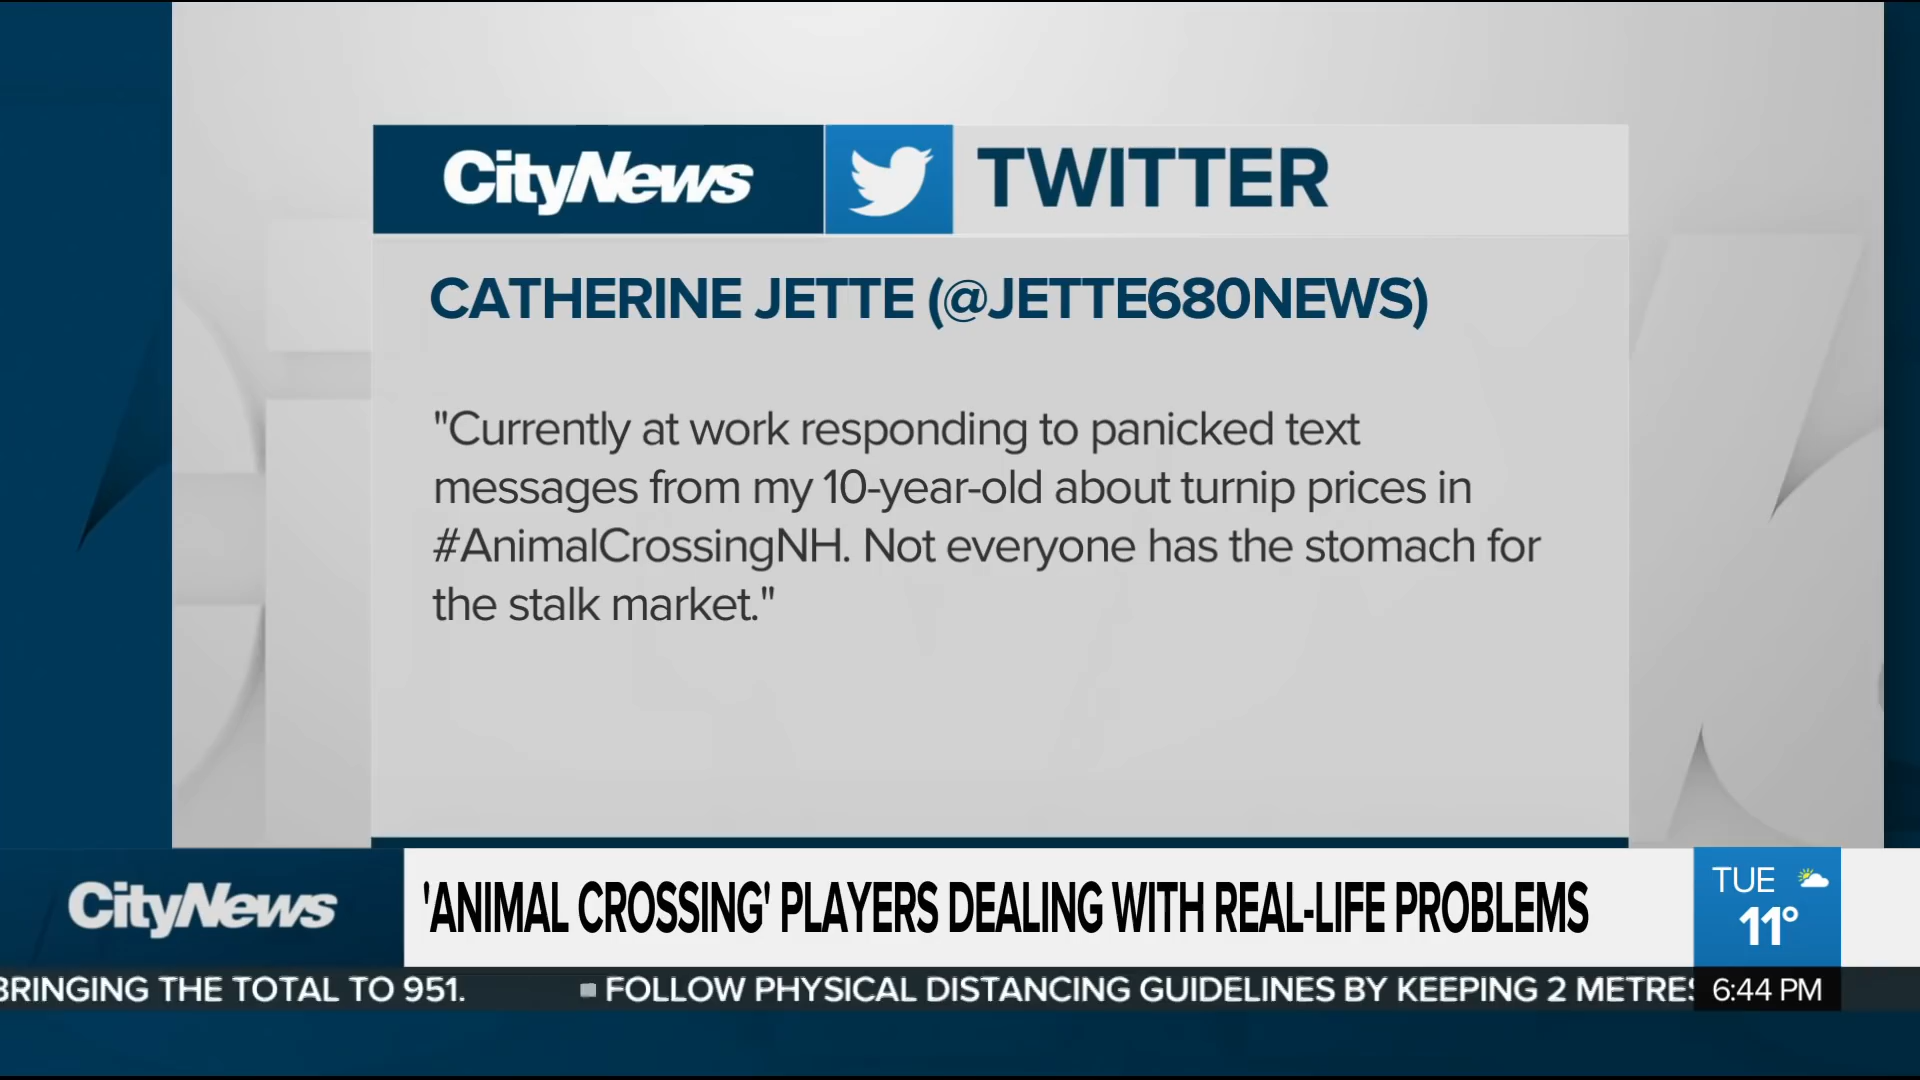 CityNews TWITTER
CATHERINE JETTE (@JETTE680NEWS)
"Currently at work responding to panicked text
messages from my 10-year-old about turnip prices in
#AnimalCrossingNH. Not everyone has the stomach for
the stalk market."
CityNews 'ANIMAL CROSSING' PLAYERS DEALING WITH REAL-LIFE PROBLEMS
TUE
11°
BRINGING THE TOTAL TO 951. FOLLOW PHYSICAL DISTANCING GUIDELINES BY KEEPING 2 METRES
6:44 PM